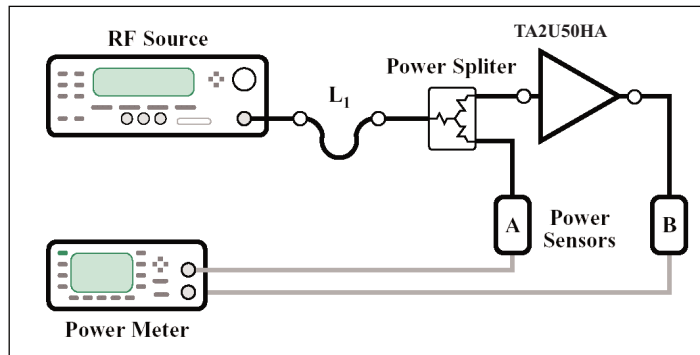 RF Source
TA2U50HA
Power Spliter
L1
A
Power
Sensors
B
Power Meter